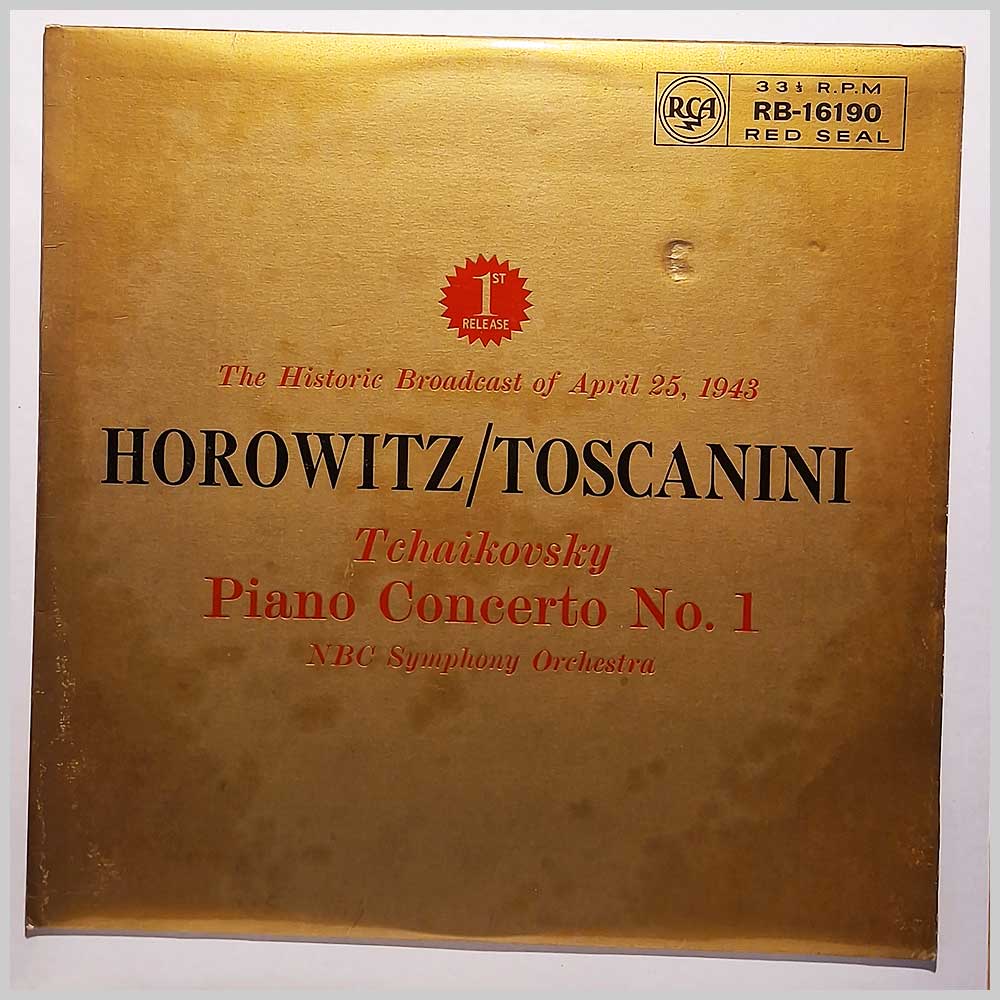 RCA
33⅓ R.P.M
RB-16190
RED SEAL
1ST
RELEASE
The Historic Broadcast of April 25, 1943
HOROWITZ/TOSCANINI
Tchaikovsky
Piano Concerto No. 1
NBC Symphony Orchestra